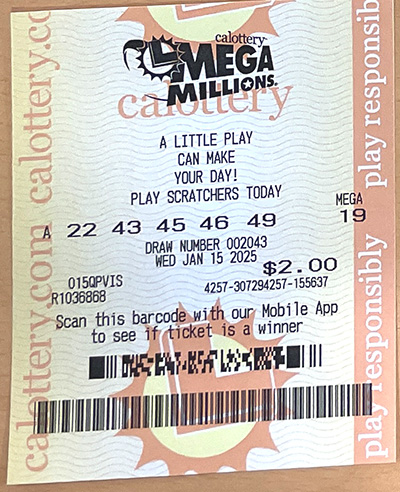 calottery
MEGA
MILLIONS
calottery
A LITTLE PLAY
CAN MAKE
YOUR DAY!
PLAY SCRATCHERS TODAY
MEGA
A 22 43 45 46 49 19
DRAW NUMBER 002043
WED JAN 15 2025
$2.00
015QPVIS
4257-307294257-155637
R1036868
Scan this barcode with our Mobile App
to see if ticket is a winner
calottery.com calottery.co
play responsibly play responsib